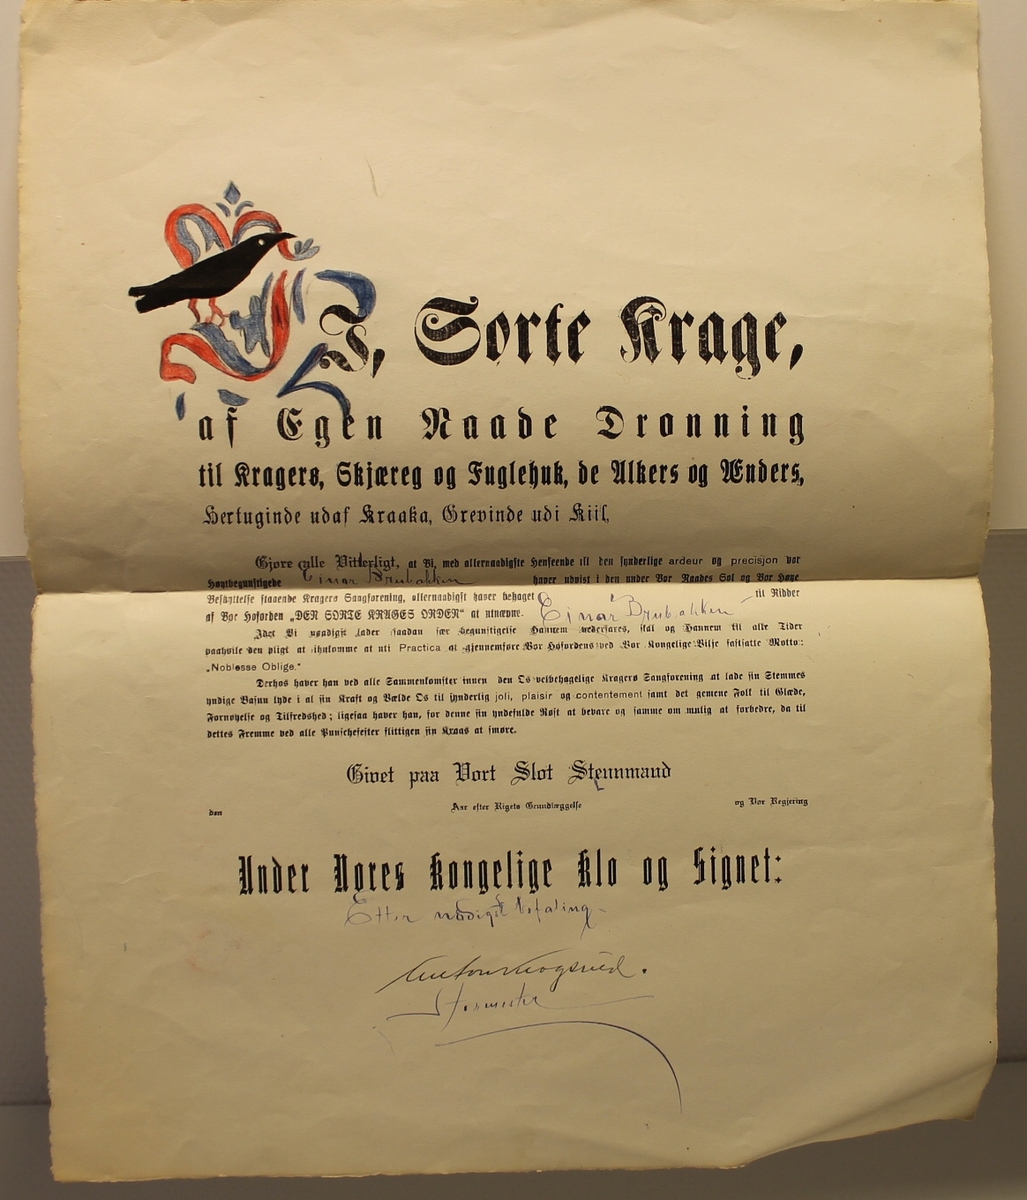 VI, Sorte Krage,
af Egen Naade Dronning
til Kragerø, Skjæreg og Fuglehuk, de Alkers og Ænders,
Hertuginde udaf Kraaka, Grevinde udi Kiil,
Gjøre alle Vitterligt, at Vi, med allernaadigste Henseende til den synderlige ardeur og precisjon vor
Høytbegunstigede Einar Brubakken haver udvist i den under Vor Naades Sol og Vor Høye
Beskyttelse staaende Kragerø Sangforening, allernaadigst haver behaget til Ridder
af Vor Hoforden „DEN SORTE KRAGES ORDEN" at utnævne. Einar Brubakken
Idet Vi naadigst lader saadan sær begunstigelse Hannem vederfares, skal og Hannem til alle Tider
paahvile den pligt at ihukomme at uti Practica at gjennemføre Vor Hofordens ved Vor Kongelige Vilje fastsatte Motto:
„Noblesse Oblige."
Derhos haver han ved alle Sammenkomster innen den Os velbehagelige Kragerø Sangforening at lade sin Stemmes
yndige Basun lyde i al sin Kraft og Vælde Os til synderlig joli, plaisir og contentement samt det gemene Folk til Glæde,
Fornøyelse og Tilfredshed; ligesaa haver han, for denne sin yndefulde Røst at bevare og samme om mulig at forbedre, da til
dettes Fremme ved alle Punschefester flittigen sin Kraas at smøre.
Givet paa Vort Slot Stennmand
den Aar efter Rigets Grundlæggelse og Vor Regjering
Under Vores kongelige Klo og Signet:
Etter nådigst befaling
Stormester